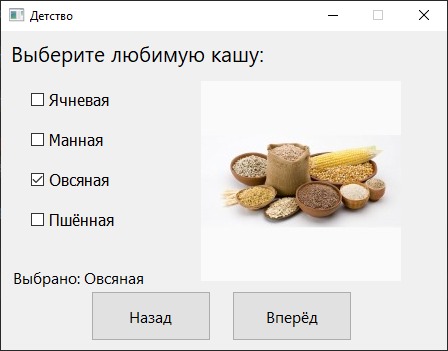 Детство
Выберите любимую кашу:
Ячневая
Манная
Овсяная
Пшённая
Выбрано: Овсяная
Назад
Вперёд